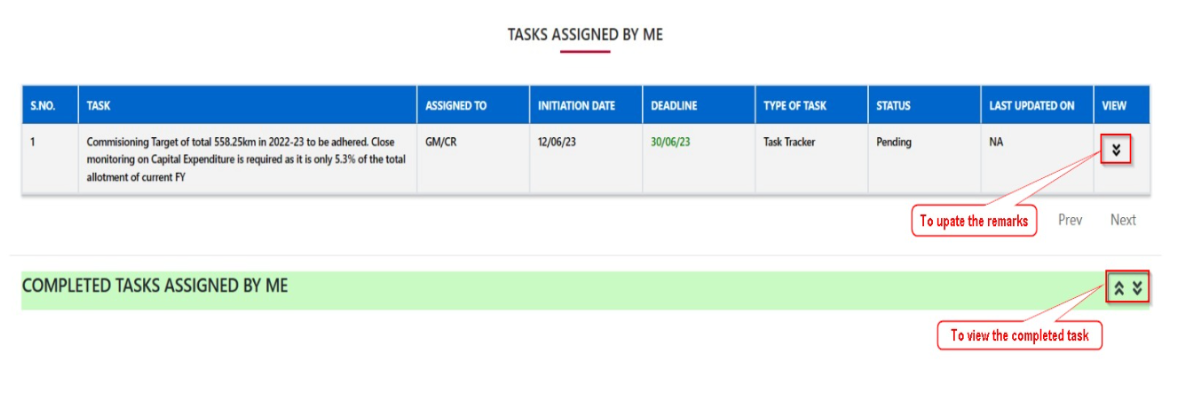 TASKS ASSIGNED BY ME
S.NO. TASK ASSIGNED TO INITIATION DATE DEADLINE TYPE OF TASK STATUS LAST UPDATED ON VIEW
1 Commisioning Target of total 558.25km in 2022-23 to be adhered. Close GM/CR 12/06/23 30/06/23 Task Tracker Pending NA
monitoring on Capital Expenditure is required as it is only 5.3% of the total
allotment of current FY
To upate the remarks Prev Next
COMPLETED TASKS ASSIGNED BY ME
To view the completed task